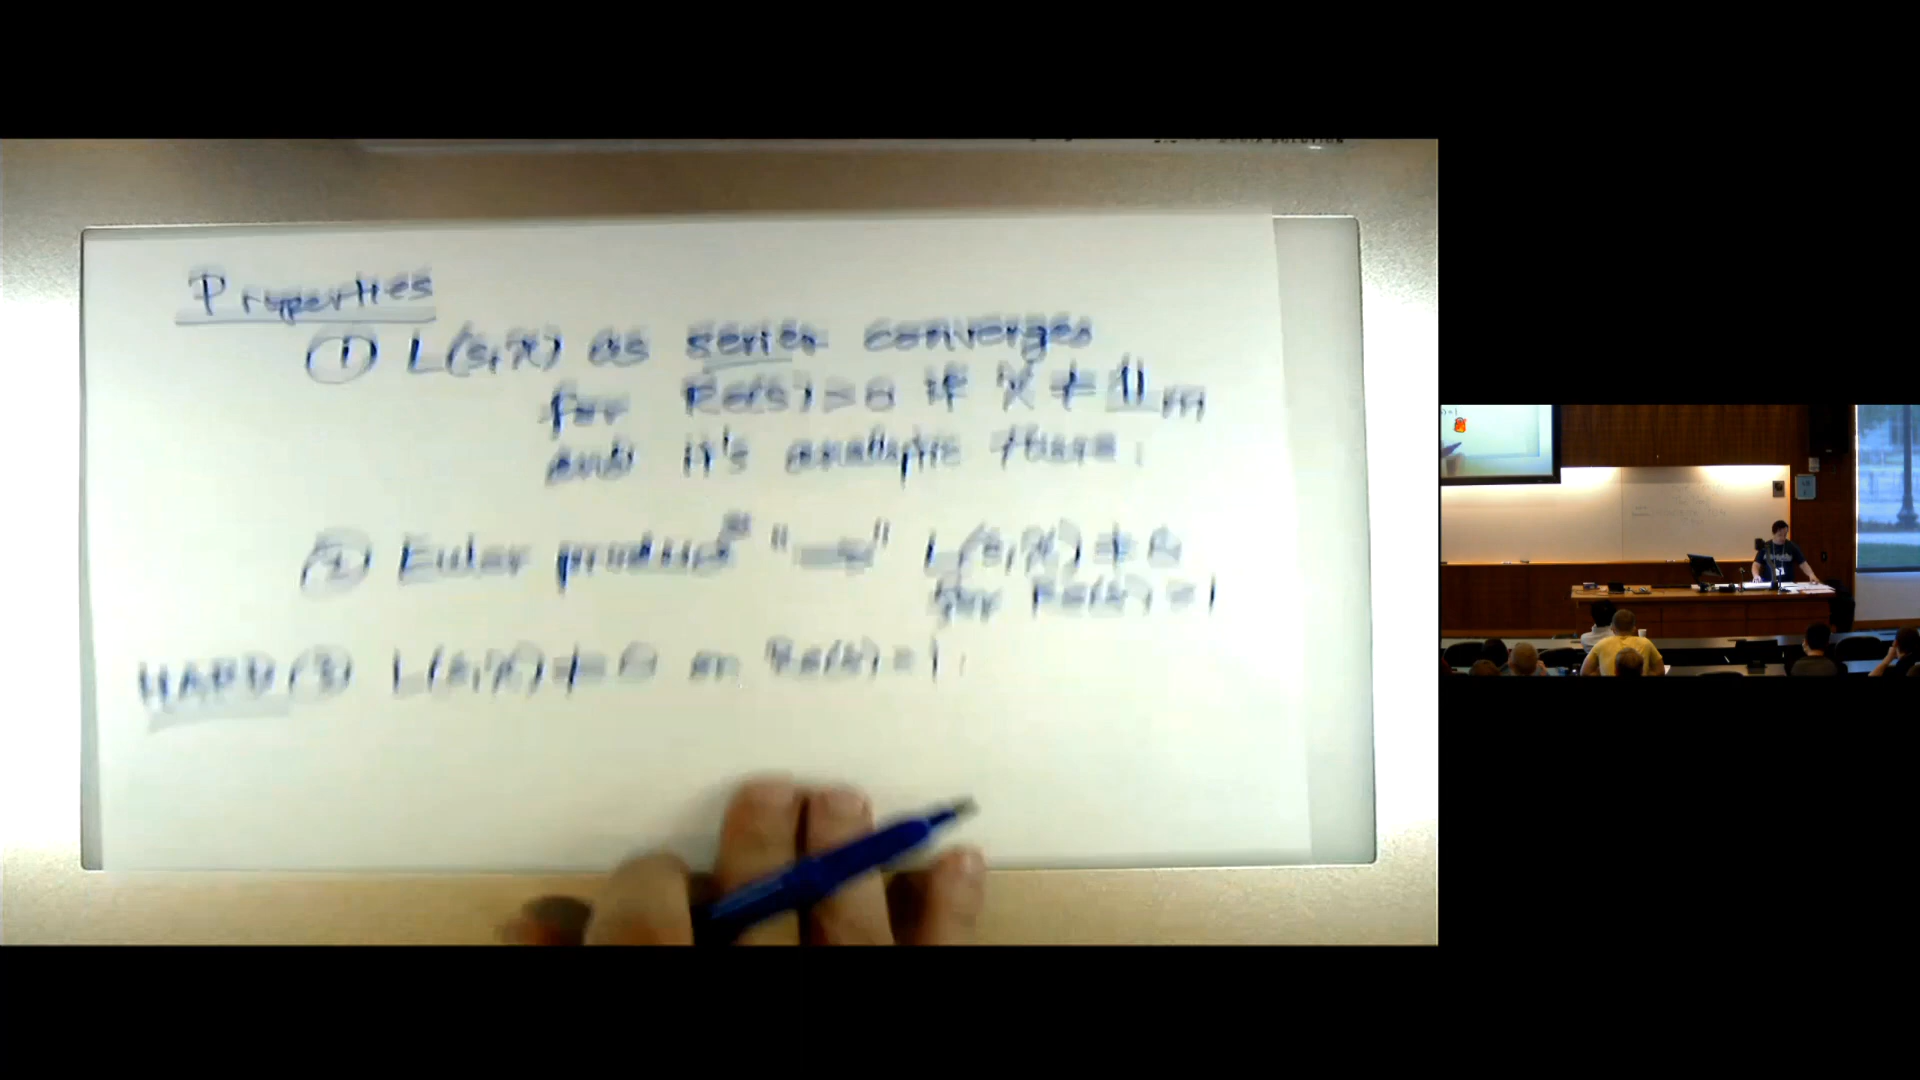 Properties
① L(s,χ) as series converges
for Re(s)>0 if χ ≠ 𝟙_m
and it's analytic there.
② Euler product "⟹" L(s,χ) ≠ 0
for Re(s) > 1
HARD ③ L(s,χ) ≠ 0 on Re(s) = 1.